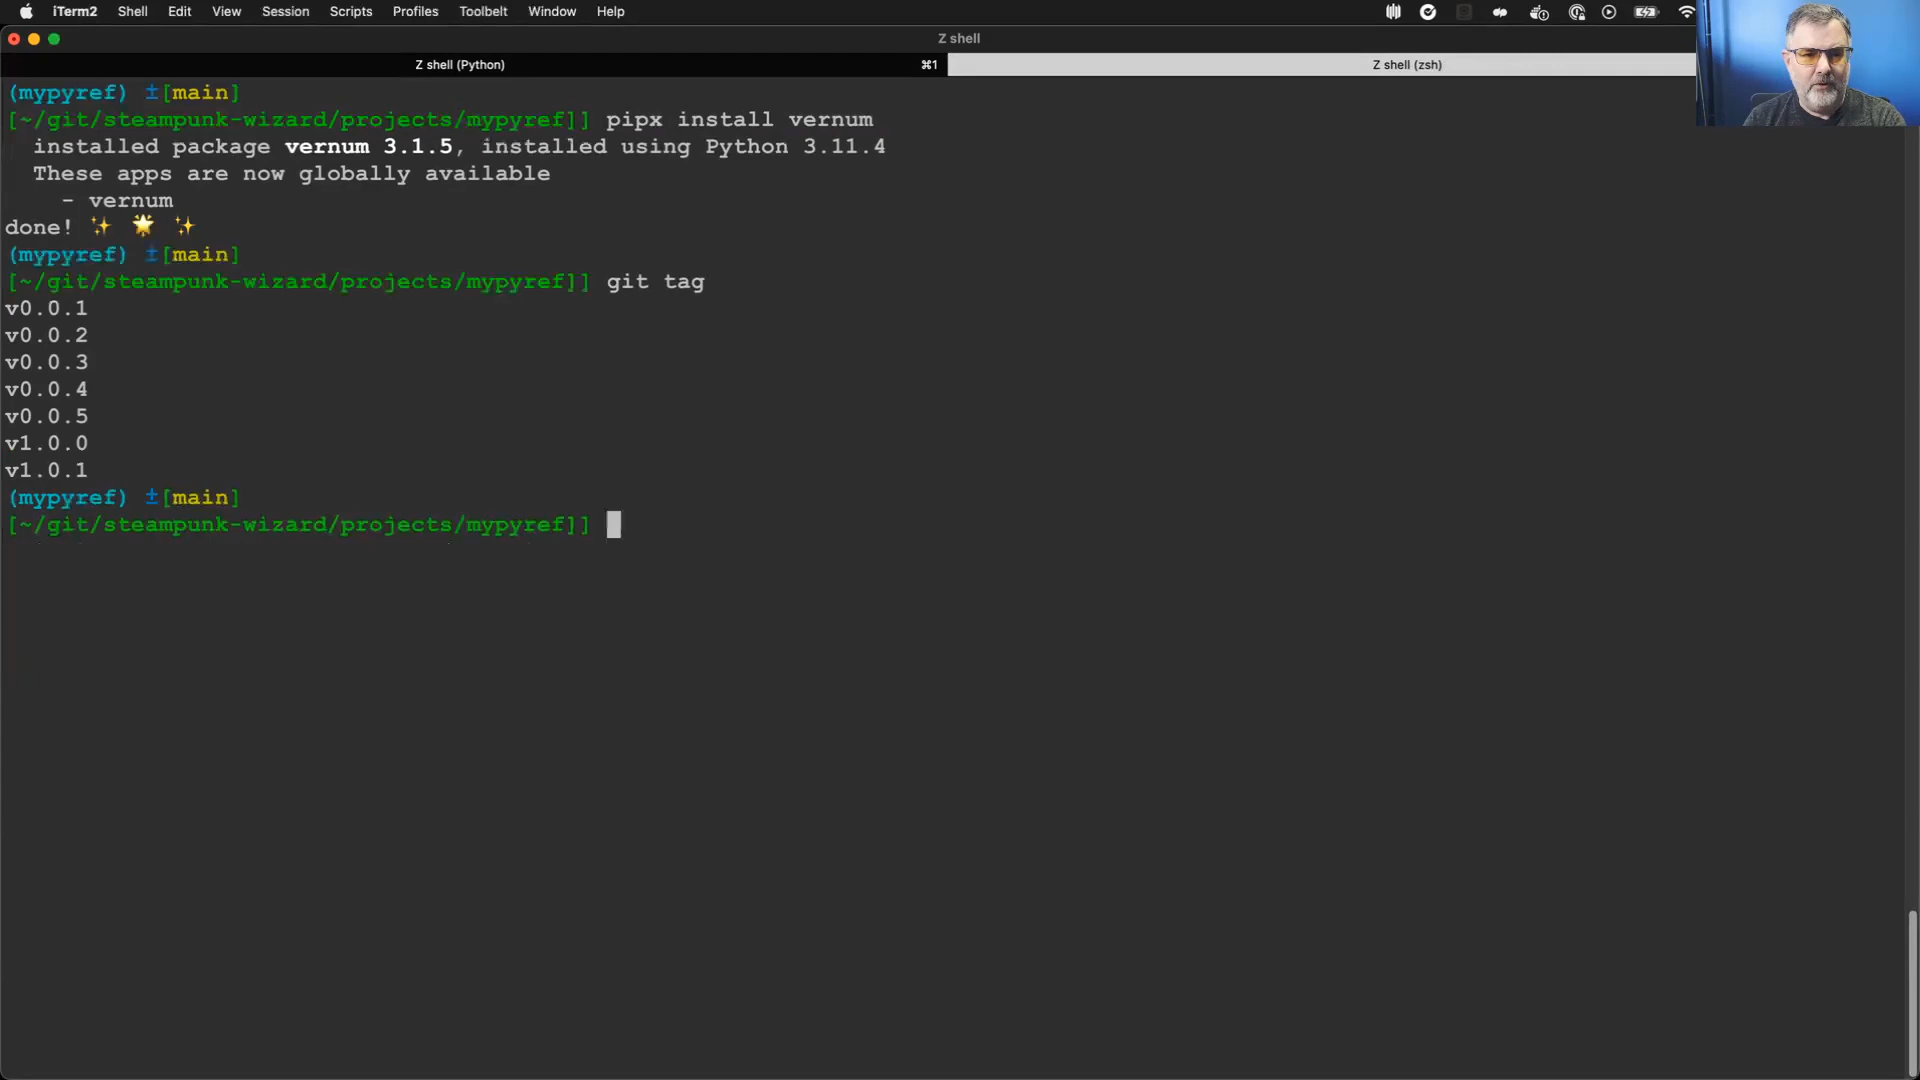 iTerm2 Shell Edit View Session Scripts Profiles Toolbelt Window Help
Z shell
Z shell (Python) ⌘1 Z shell (zsh)
(mypyref) ±[main]
[~/git/steampunk-wizard/projects/mypyref]] pipx install vernum
installed package vernum 3.1.5, installed using Python 3.11.4
These apps are now globally available
- vernum
done! ✨ 🌟 ✨
(mypyref) ±[main]
[~/git/steampunk-wizard/projects/mypyref]] git tag
v0.0.1
v0.0.2
v0.0.3
v0.0.4
v0.0.5
v1.0.0
v1.0.1
(mypyref) ±[main]
[~/git/steampunk-wizard/projects/mypyref]]